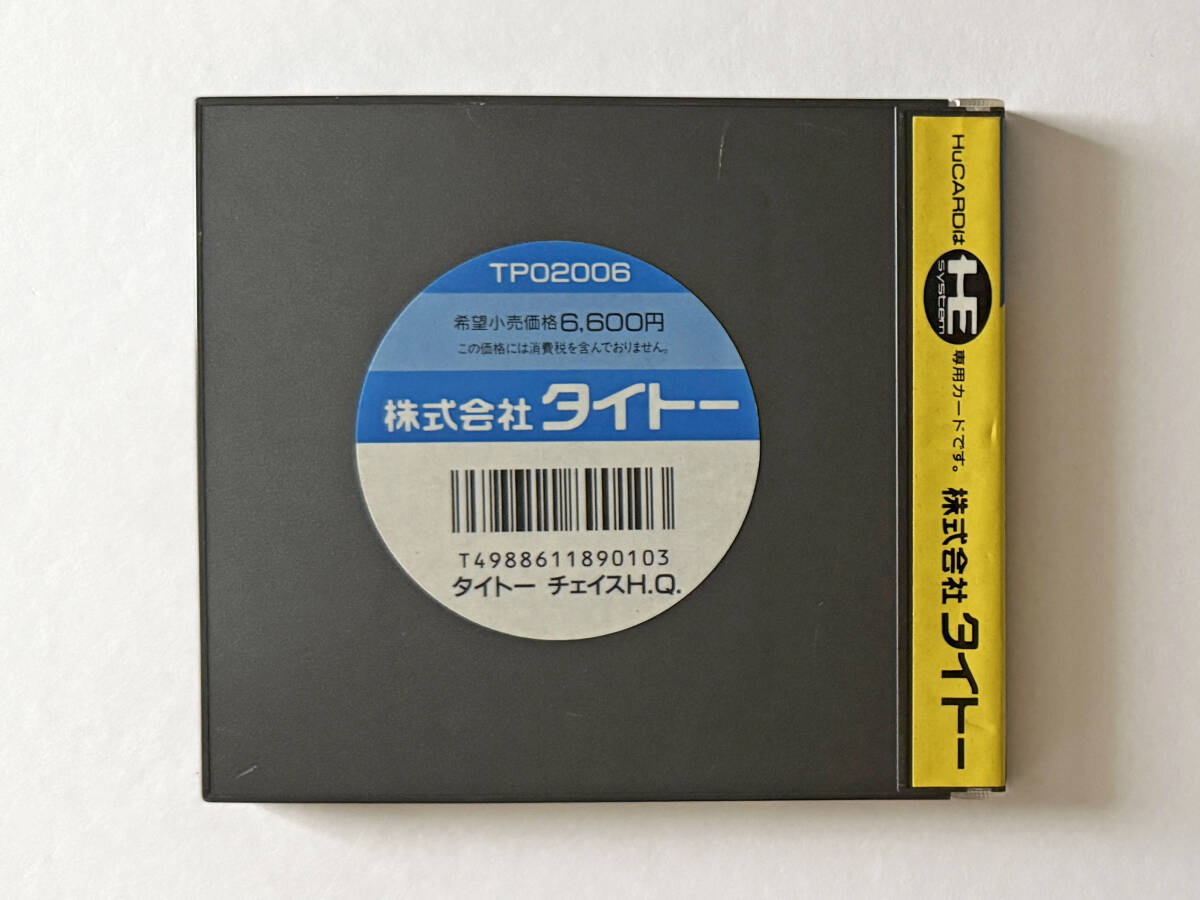 TP02006
希望小売価格6,600円
この価格には消費税を含んでおりません。
株式会社タイトー
T4988611890103
タイトー チェイスH.Q.
HuCARDは HE system 専用カードです。 株式会社タイトー